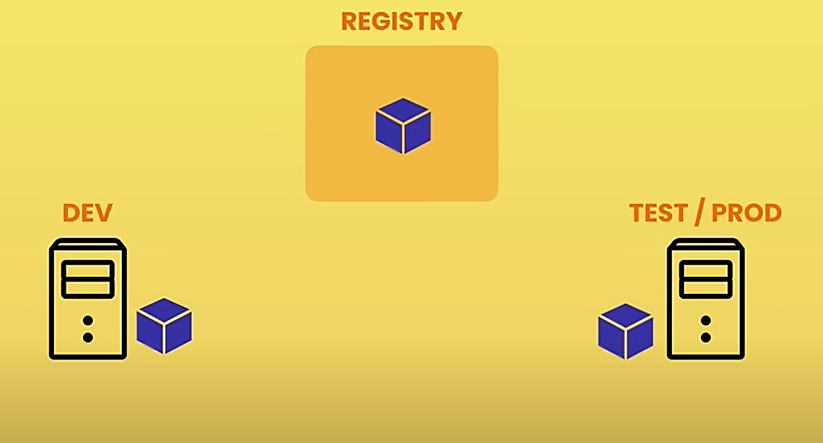 REGISTRY
DEV
TEST / PROD